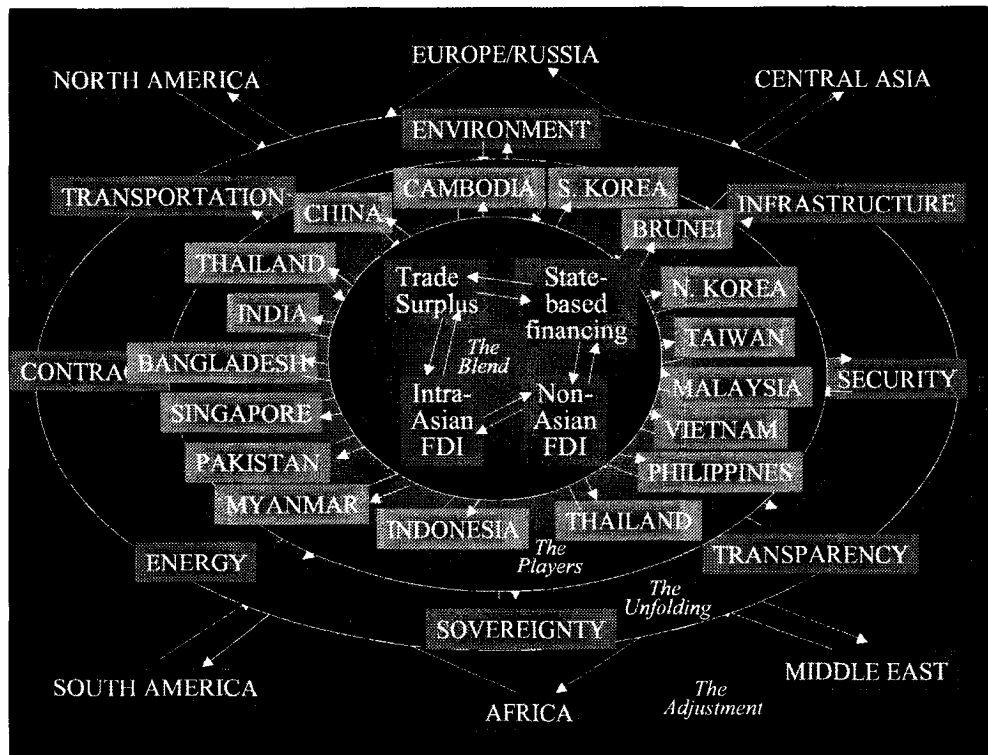 EUROPE/RUSSIA
NORTH AMERICA
CENTRAL ASIA
ENVIRONMENT
TRANSPORTATION
CAMBODIA
S. KOREA
INFRASTRUCTURE
CHINA
BRUNEI
THAILAND
N. KOREA
Trade
Surplus
State-
based
financing
INDIA
TAIWAN
The
Blend
CONTRAC
BANGLADESH
MALAYSIA
SECURITY
Intra-
Asian
FDI
Non-
Asian
FDI
SINGAPORE
VIETNAM
PAKISTAN
PHILIPPINES
MYANMAR
INDONESIA
THAILAND
The
Players
ENERGY
TRANSPARENCY
The
Unfolding
SOVEREIGNTY
SOUTH AMERICA
MIDDLE EAST
AFRICA
The
Adjustment